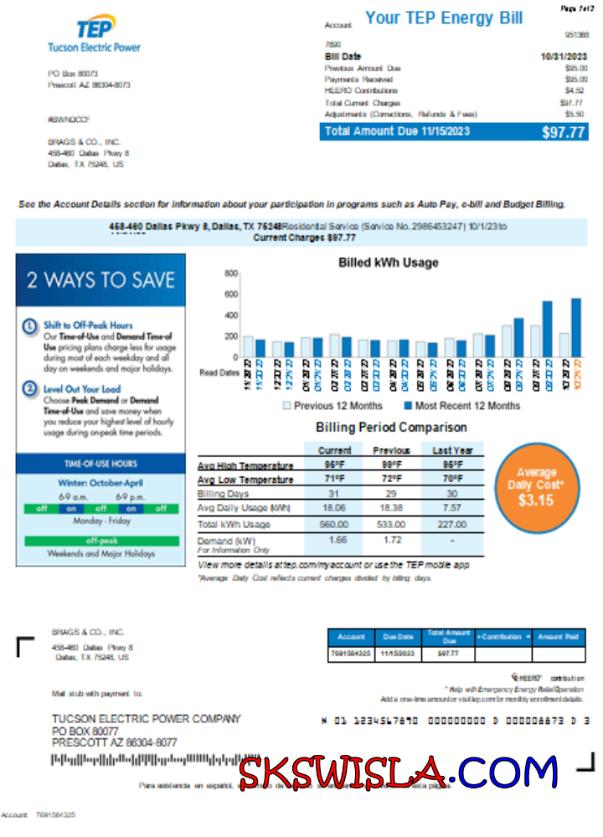 Page 1 of 2
TEP
Tucson Electric Power
Your TEP Energy Bill
Account
951368
7890
PO Box 80073
Prescott AZ 86304-8073
Bill Date 10/31/2023
Previous Amount Due $95.00
Payments Received $95.00
HEERO Contributions $4.52
Total Current Charges $97.77
Adjustments (Corrections, Refunds & Fees) $5.50
Total Amount Due 11/15/2023 $97.77
BRAGS & CO., INC.
458-460 Dallas Pkwy 8
Dallas, TX 75248, US
See the Account Details section for information about your participation in programs such as Auto Pay, e-bill and Budget Billing.
458-460 Dallas Pkwy 8, Dallas, TX 75248 Residential Service (Service No. 2986453247) 10/1/23 to
Current Charges $97.77
2 WAYS TO SAVE
1. Shift to Off-Peak Hours
Our Time-of-Use and Demand Time-of
Use pricing plans charge less for usage
during most of each weekday and all
day on weekends and major holidays.
2. Level Out Your Load
Choose Peak Demand or Demand
Time-of-Use and save money when
you reduce your highest level of hourly
usage during on-peak time periods.
TIME-OF-USE HOURS
Winter: October-April
6-9 a.m. 6-9 p.m.
off on off on off
Monday - Friday
off-peak
Weekends and Major Holidays
Billed kWh Usage
800
600
400
200
0
Read Dates
Previous 12 Months Most Recent 12 Months
Billing Period Comparison
Current Previous Last Year
Avg High Temperature 95°F 99°F 95°F
Avg Low Temperature 71°F 72°F 70°F
Billing Days 31 29 30
Avg Daily Usage (kWh) 18.06 18.38 7.57
Total kWh Usage 560.00 533.00 227.00
Demand (kW) 1.66 1.72 -
For Information Only
View more details at tep.com/myaccount or use the TEP mobile app
*Average Daily Cost reflects current charges divided by billing days.
Average
Daily Cost*
$3.15
BRAGS & CO., INC.
458-460 Dallas Pkwy 8
Dallas, TX 75248, US
Account Due Date Total Amount Due + Contribution = Amount Paid
7691584325 11/15/2023 $97.77
HEERO contribution
* Help with Emergency Energy Relief Operation
Add a one-time amount or visit tep.com for monthly enrollment details.
Mail stub with payment to:
TUCSON ELECTRIC POWER COMPANY
PO BOX 80077
PRESCOTT AZ 86304-8077
SKSWISLA.COM
Para asistencia en español,
esta página.
Account: 7691584325